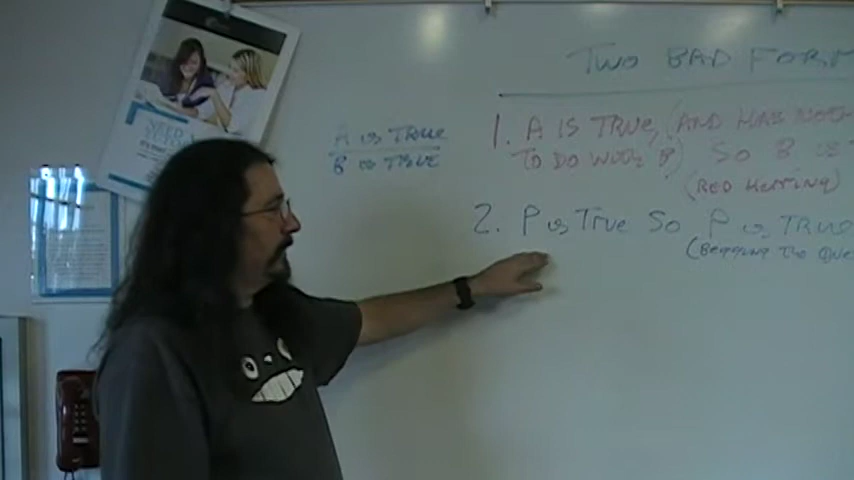 TWO BAD FORM
A is TRUE
B is TRUE
1. A IS TRUE, (AND HAS NOTH
TO DO with B) SO B IS T
(RED HERRING)
2. P is True So P is TRUE
(Begging The Que